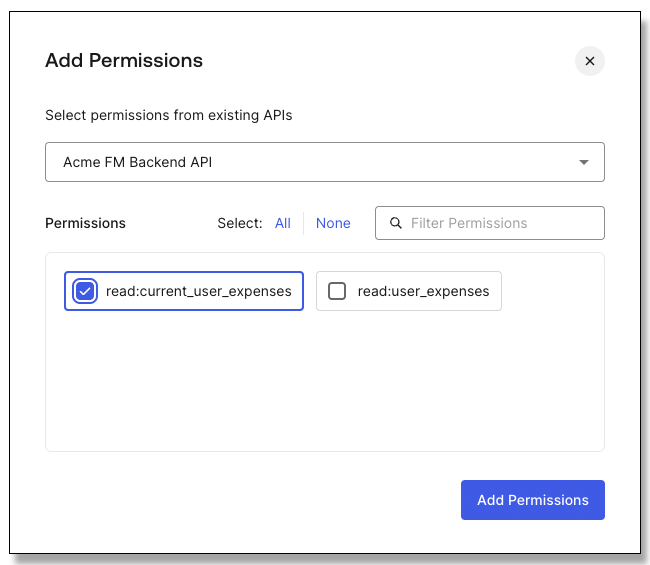 Add Permissions
Select permissions from existing APIs
Acme FM Backend API
Permissions Select: All None Filter Permissions
read:current_user_expenses read:user_expenses
Add Permissions